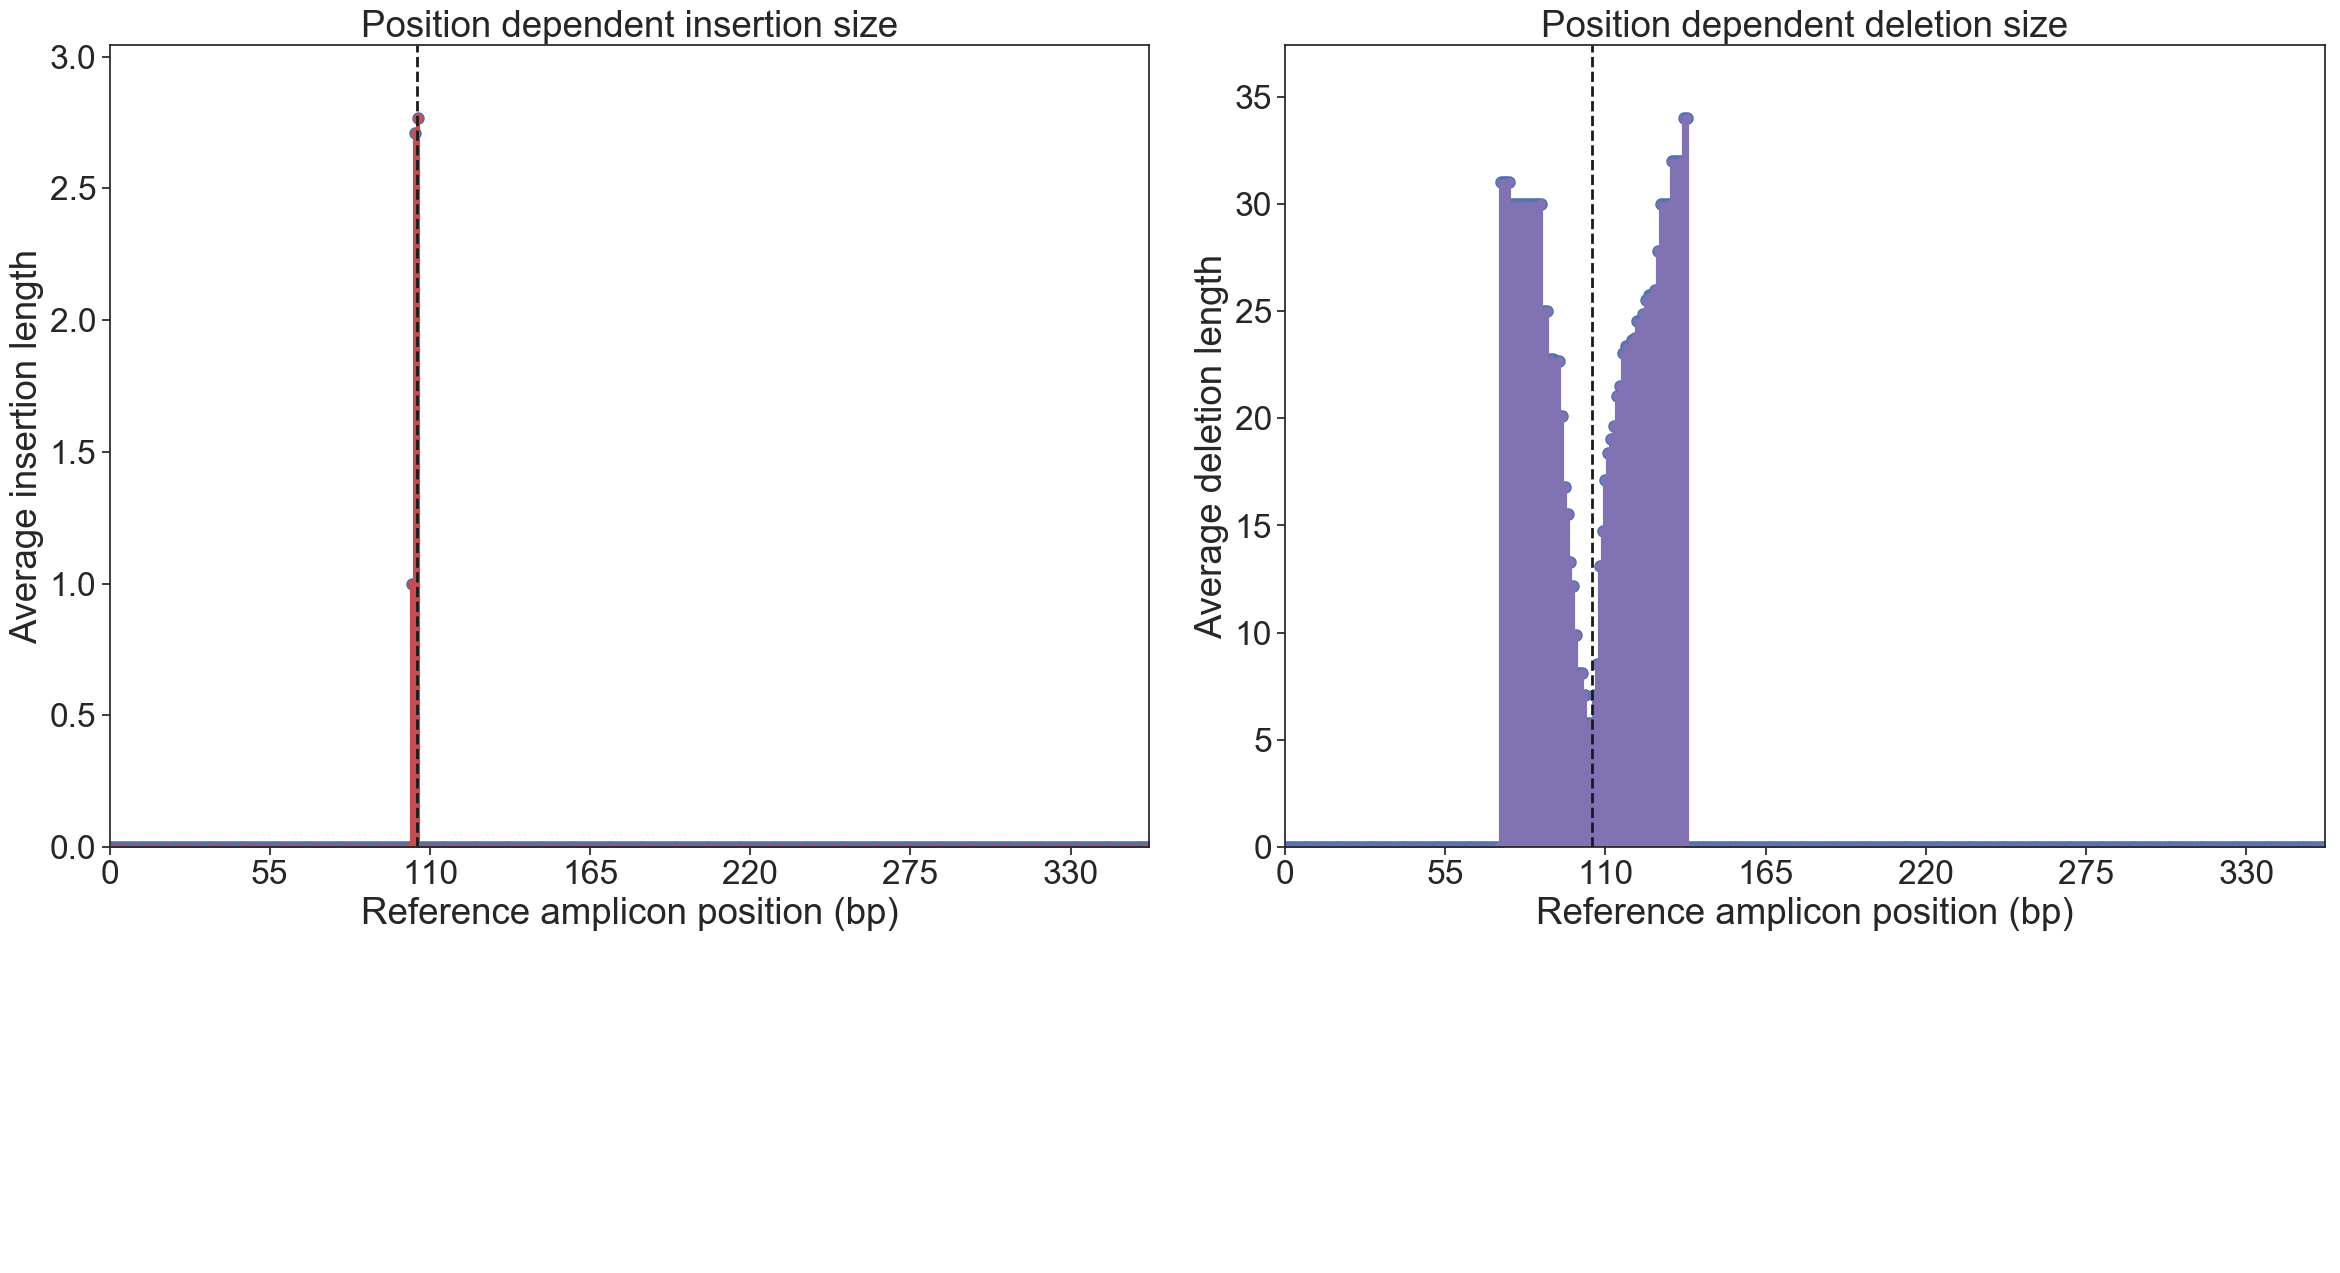 Position dependent insertion size
3.0
2.5
2.0
1.5
1.0
0.5
0.0
Average insertion length
0 55 110 165 220 275 330
Reference amplicon position (bp)
Position dependent deletion size
35
30
25
20
15
10
5
0
Average deletion length
0 55 110 165 220 275 330
Reference amplicon position (bp)